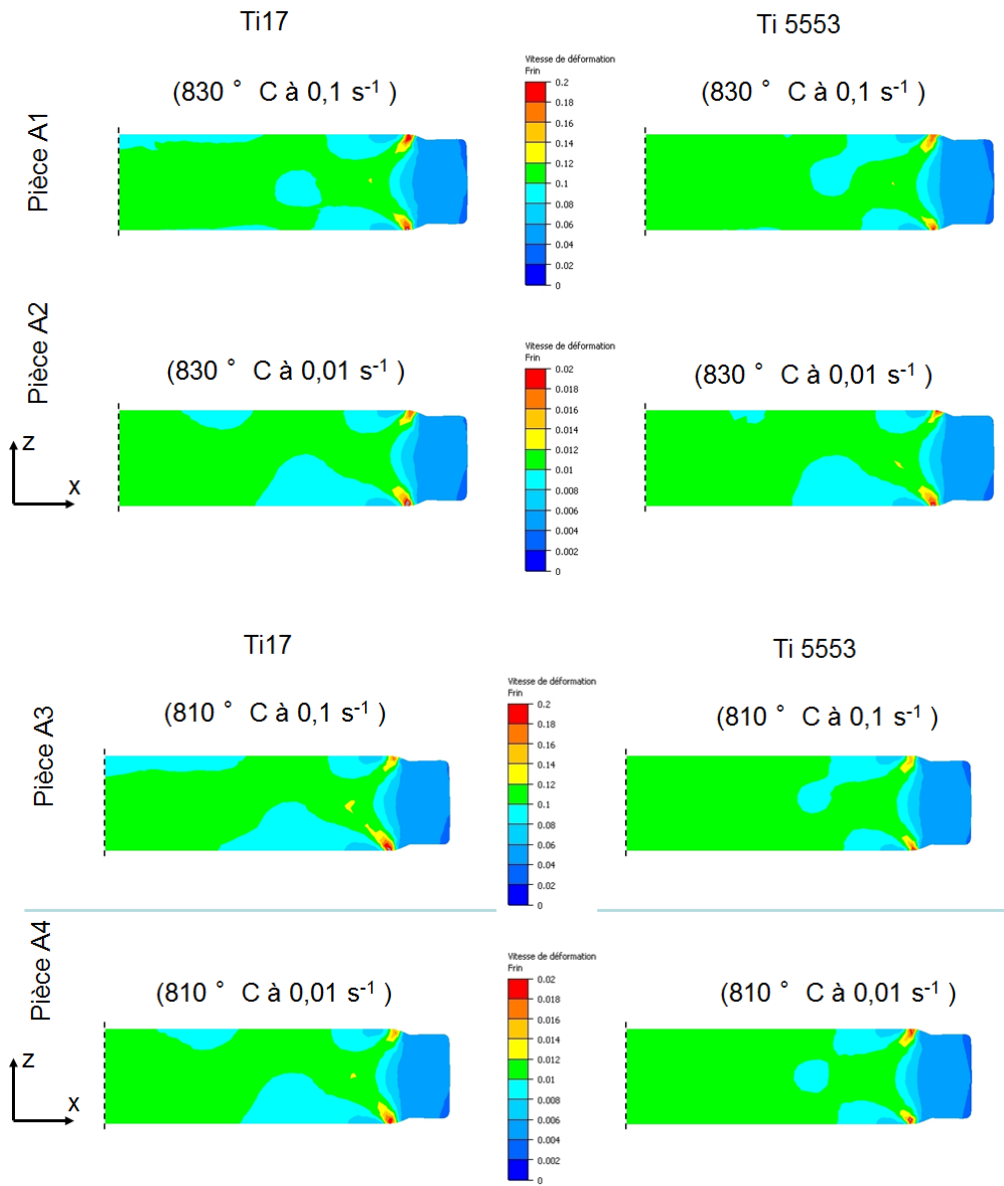 Ti17
Ti 5553
Pièce A1
(830 ° C à 0,1 s-1 )
Vitesse de déformation
Frin
0.2
0.18
0.16
0.14
0.12
0.1
0.08
0.06
0.04
0.02
0
(830 ° C à 0,1 s-1 )
Pièce A2
(830 ° C à 0,01 s-1 )
Vitesse de déformation
Frin
0.02
0.018
0.016
0.014
0.012
0.01
0.008
0.006
0.004
0.002
0
(830 ° C à 0,01 s-1 )
Z
X
Ti17
Ti 5553
Pièce A3
(810 ° C à 0,1 s-1 )
Vitesse de déformation
Frin
0.2
0.18
0.16
0.14
0.12
0.1
0.08
0.06
0.04
0.02
0
(810 ° C à 0,1 s-1 )
Pièce A4
(810 ° C à 0,01 s-1 )
Vitesse de déformation
Frin
0.02
0.018
0.016
0.014
0.012
0.01
0.008
0.006
0.004
0.002
0
(810 ° C à 0,01 s-1 )
Z
X